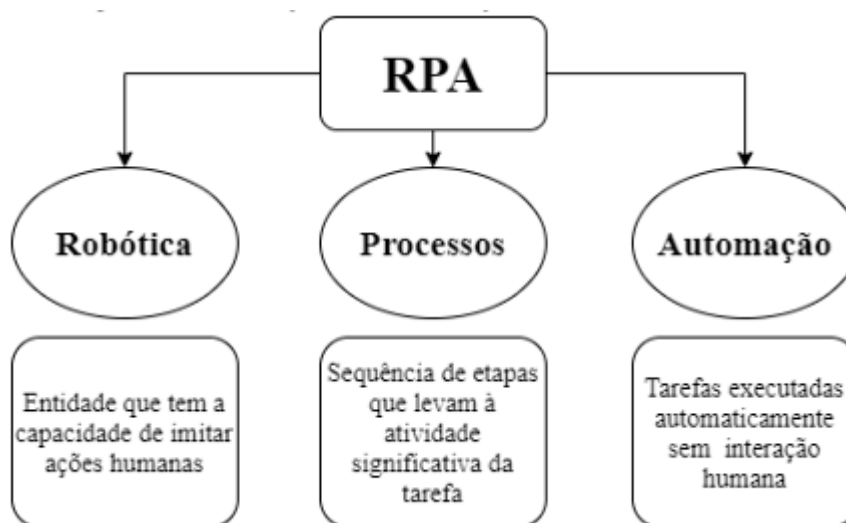 RPA
Robótica
Processos
Automação
Entidade que tem a
capacidade de imitar
ações humanas
Sequência de etapas
que levam à
atividade
significativa da
tarefa
Tarefas executadas
automaticamente
sem interação
humana